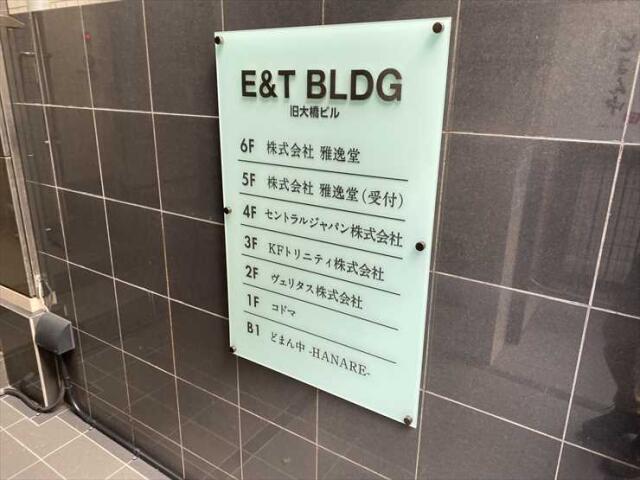 E&T BLDG
旧大橋ビル
6F 株式会社 雅逸堂
5F 株式会社 雅逸堂(受付)
4F セントラルジャパン株式会社
3F KFトリニティ株式会社
2F ヴェリタス株式会社
1F コドマ
B1 どまん中 -HANARE-